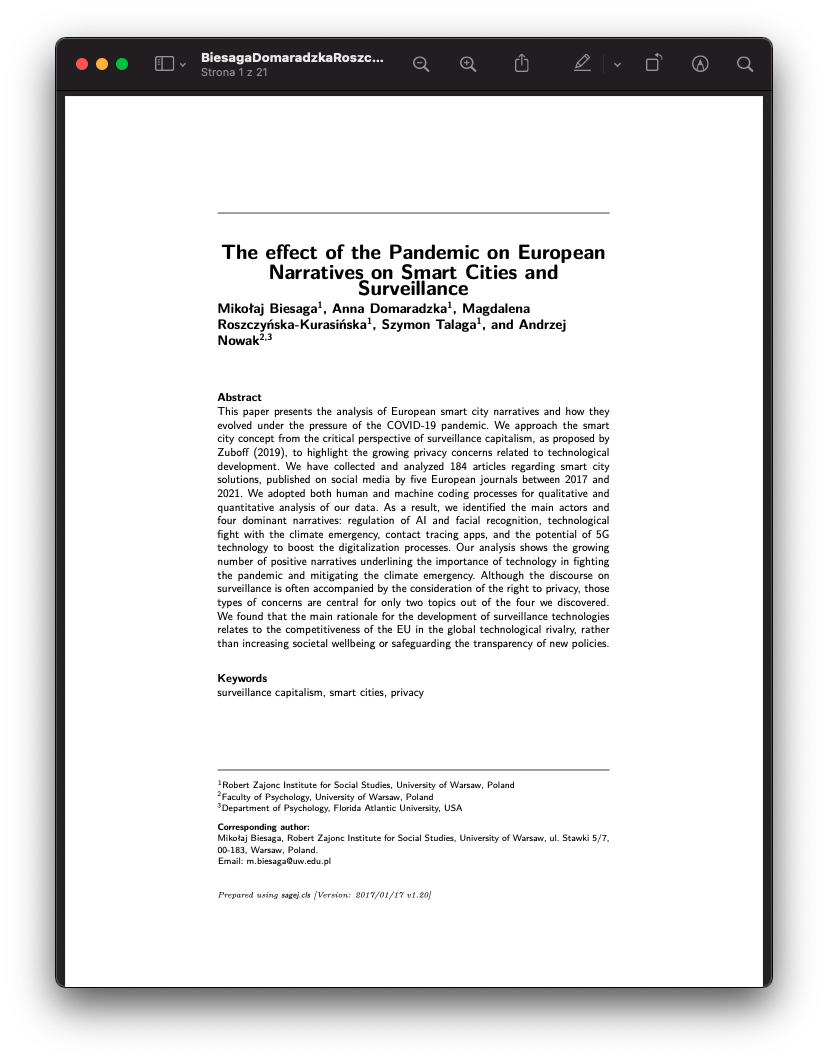 BiesagaDomaradzkaRoszc...
Strona 1 z 21
The effect of the Pandemic on European
Narratives on Smart Cities and
Surveillance
Mikołaj Biesaga¹, Anna Domaradzka¹, Magdalena
Roszczyńska-Kurasińska¹, Szymon Talaga¹, and Andrzej
Nowak²,³
Abstract
This paper presents the analysis of European smart city narratives and how they
evolved under the pressure of the COVID-19 pandemic. We approach the smart
city concept from the critical perspective of surveillance capitalism, as proposed by
Zuboff (2019), to highlight the growing privacy concerns related to technological
development. We have collected and analyzed 184 articles regarding smart city
solutions, published on social media by five European journals between 2017 and
2021. We adopted both human and machine coding processes for qualitative and
quantitative analysis of our data. As a result, we identified the main actors and
four dominant narratives: regulation of AI and facial recognition, technological
fight with the climate emergency, contact tracing apps, and the potential of 5G
technology to boost the digitalization processes. Our analysis shows the growing
number of positive narratives underlining the importance of technology in fighting
the pandemic and mitigating the climate emergency. Although the discourse on
surveillance is often accompanied by the consideration of the right to privacy, those
types of concerns are central for only two topics out of the four we discovered.
We found that the main rationale for the development of surveillance technologies
relates to the competitiveness of the EU in the global technological rivalry, rather
than increasing societal wellbeing or safeguarding the transparency of new policies.
Keywords
surveillance capitalism, smart cities, privacy
¹Robert Zajonc Institute for Social Studies, University of Warsaw, Poland
²Faculty of Psychology, University of Warsaw, Poland
³Department of Psychology, Florida Atlantic University, USA
Corresponding author:
Mikołaj Biesaga, Robert Zajonc Institute for Social Studies, University of Warsaw, ul. Stawki 5/7,
00-183, Warsaw, Poland.
Email: m.biesaga@uw.edu.pl
Prepared using sagej.cls [Version: 2017/01/17 v1.20]